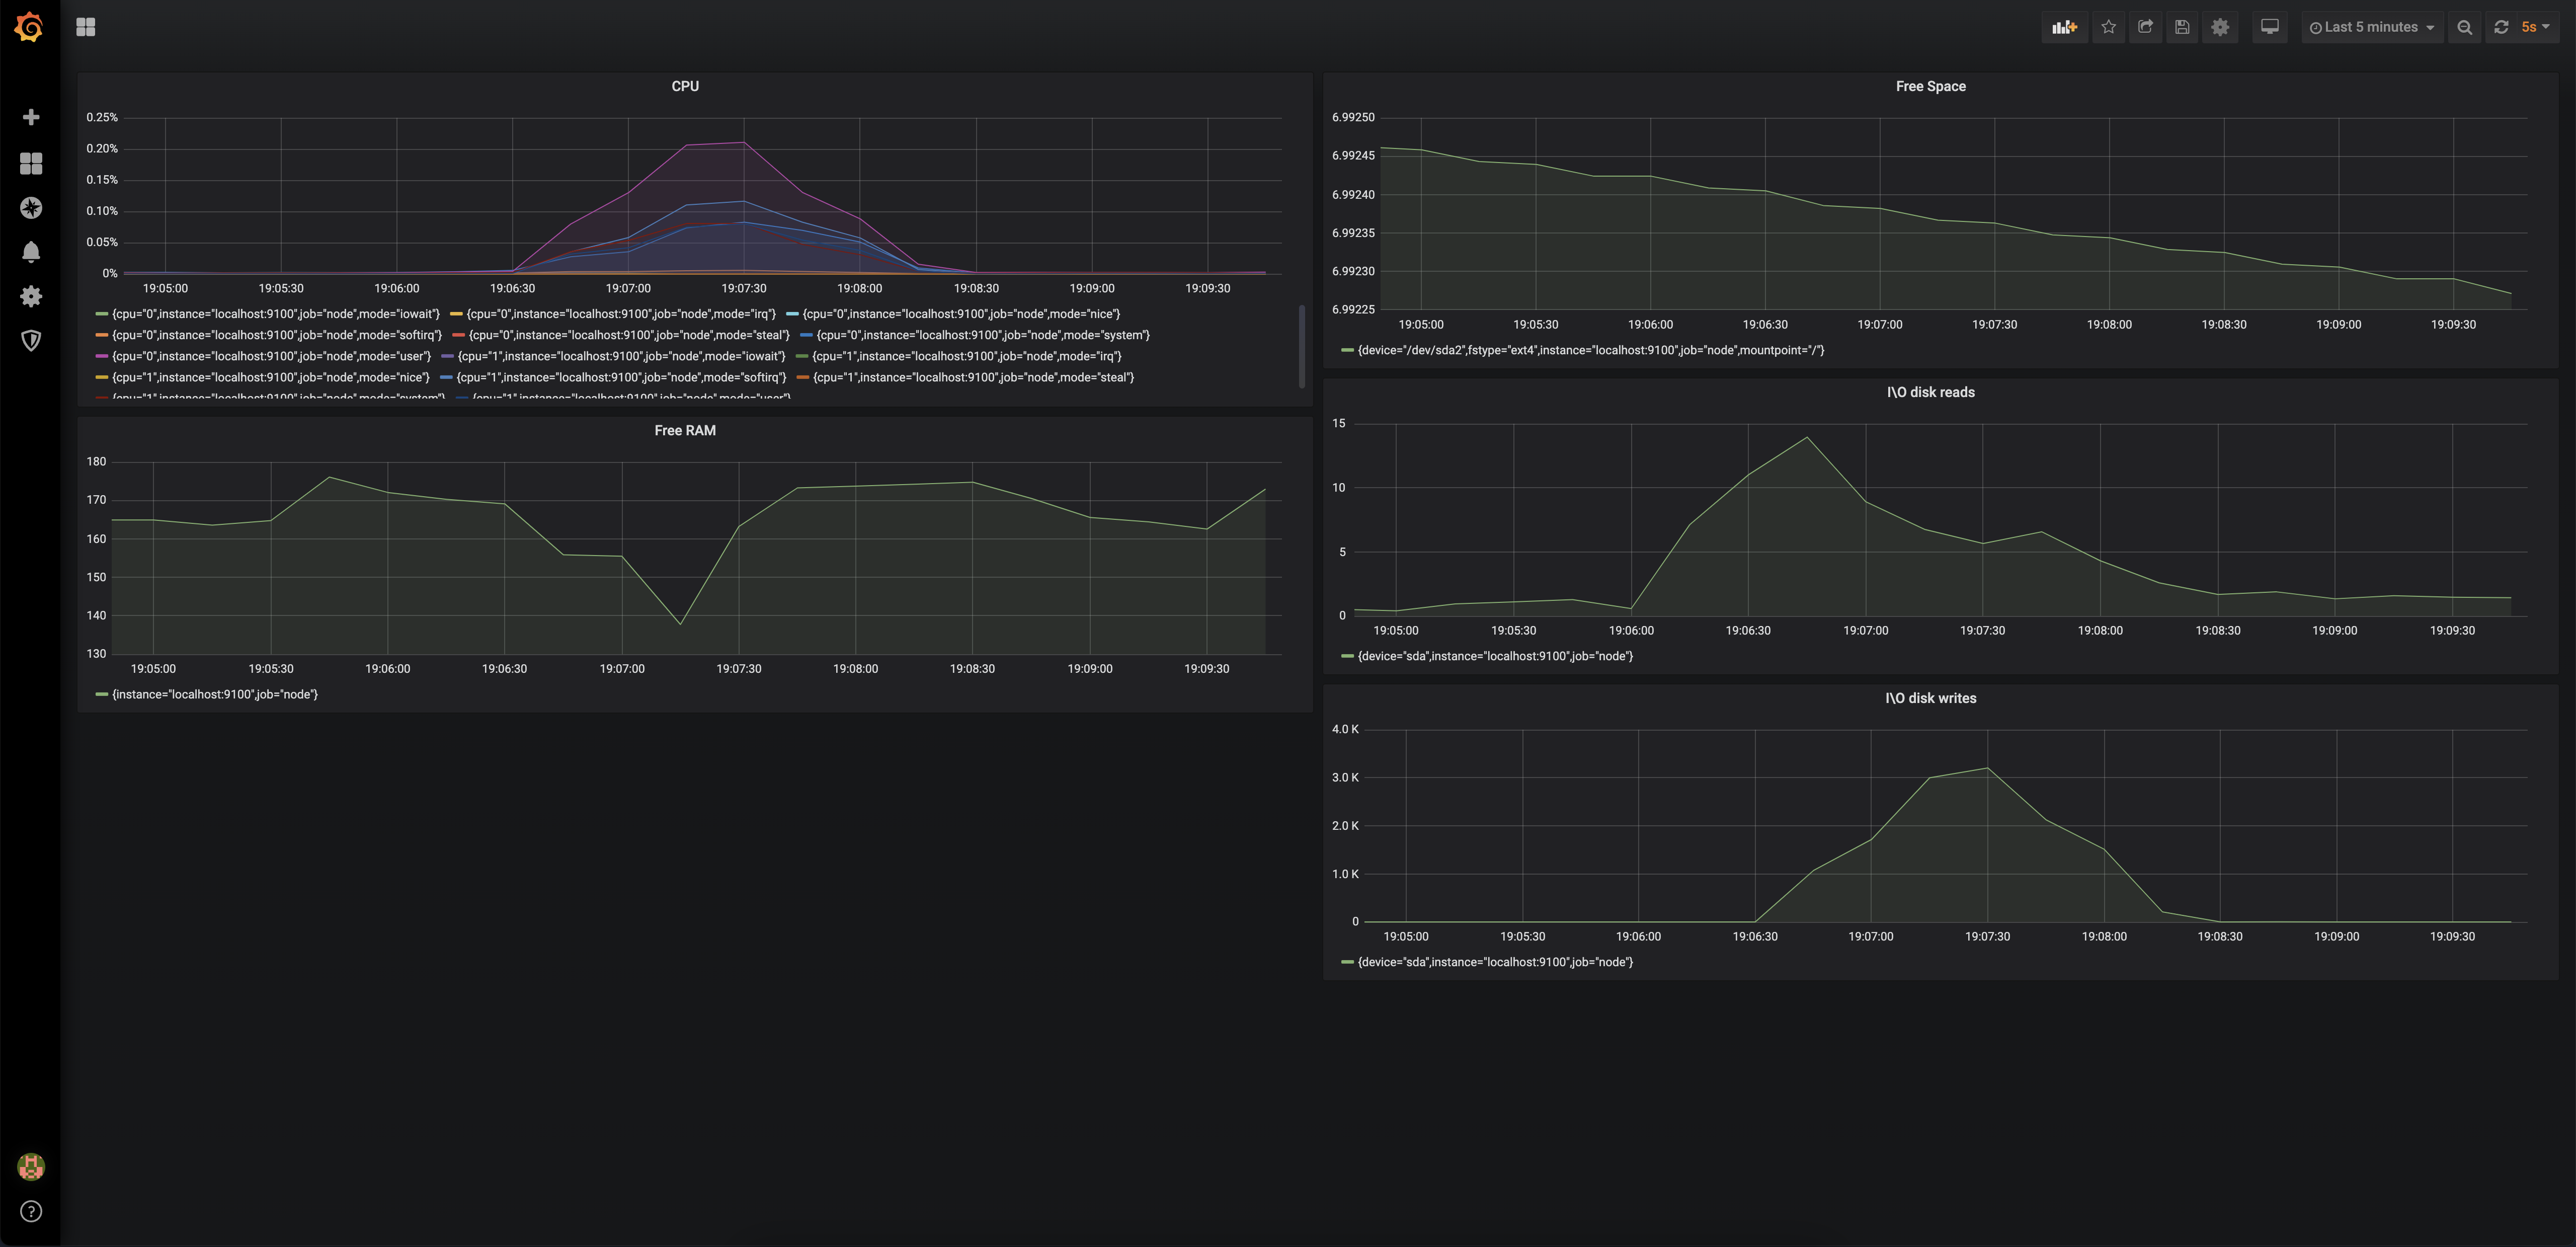 Last 5 minutes
5s
CPU
0.25%
0.20%
0.15%
0.10%
0.05%
0%
19:05:00 19:05:30 19:06:00 19:06:30 19:07:00 19:07:30 19:08:00 19:08:30 19:09:00 19:09:30
{cpu="0",instance="localhost:9100",job="node",mode="iowait"} {cpu="0",instance="localhost:9100",job="node",mode="irq"} {cpu="0",instance="localhost:9100",job="node",mode="nice"}
{cpu="0",instance="localhost:9100",job="node",mode="softirq"} {cpu="0",instance="localhost:9100",job="node",mode="steal"} {cpu="0",instance="localhost:9100",job="node",mode="system"}
{cpu="0",instance="localhost:9100",job="node",mode="user"} {cpu="1",instance="localhost:9100",job="node",mode="iowait"} {cpu="1",instance="localhost:9100",job="node",mode="irq"}
{cpu="1",instance="localhost:9100",job="node",mode="nice"} {cpu="1",instance="localhost:9100",job="node",mode="softirq"} {cpu="1",instance="localhost:9100",job="node",mode="steal"}
{cpu="1",instance="localhost:9100",job="node",mode="system"} {cpu="1",instance="localhost:9100",job="node",mode="user"}
Free RAM
180
170
160
150
140
130
19:05:00 19:05:30 19:06:00 19:06:30 19:07:00 19:07:30 19:08:00 19:08:30 19:09:00 19:09:30
{instance="localhost:9100",job="node"}
Free Space
6.99250
6.99245
6.99240
6.99235
6.99230
6.99225
19:05:00 19:05:30 19:06:00 19:06:30 19:07:00 19:07:30 19:08:00 19:08:30 19:09:00 19:09:30
{device="/dev/sda2",fstype="ext4",instance="localhost:9100",job="node",mountpoint="/"}
I\O disk reads
15
10
5
0
19:05:00 19:05:30 19:06:00 19:06:30 19:07:00 19:07:30 19:08:00 19:08:30 19:09:00 19:09:30
{device="sda",instance="localhost:9100",job="node"}
I\O disk writes
4.0 K
3.0 K
2.0 K
1.0 K
0
19:05:00 19:05:30 19:06:00 19:06:30 19:07:00 19:07:30 19:08:00 19:08:30 19:09:00 19:09:30
{device="sda",instance="localhost:9100",job="node"}